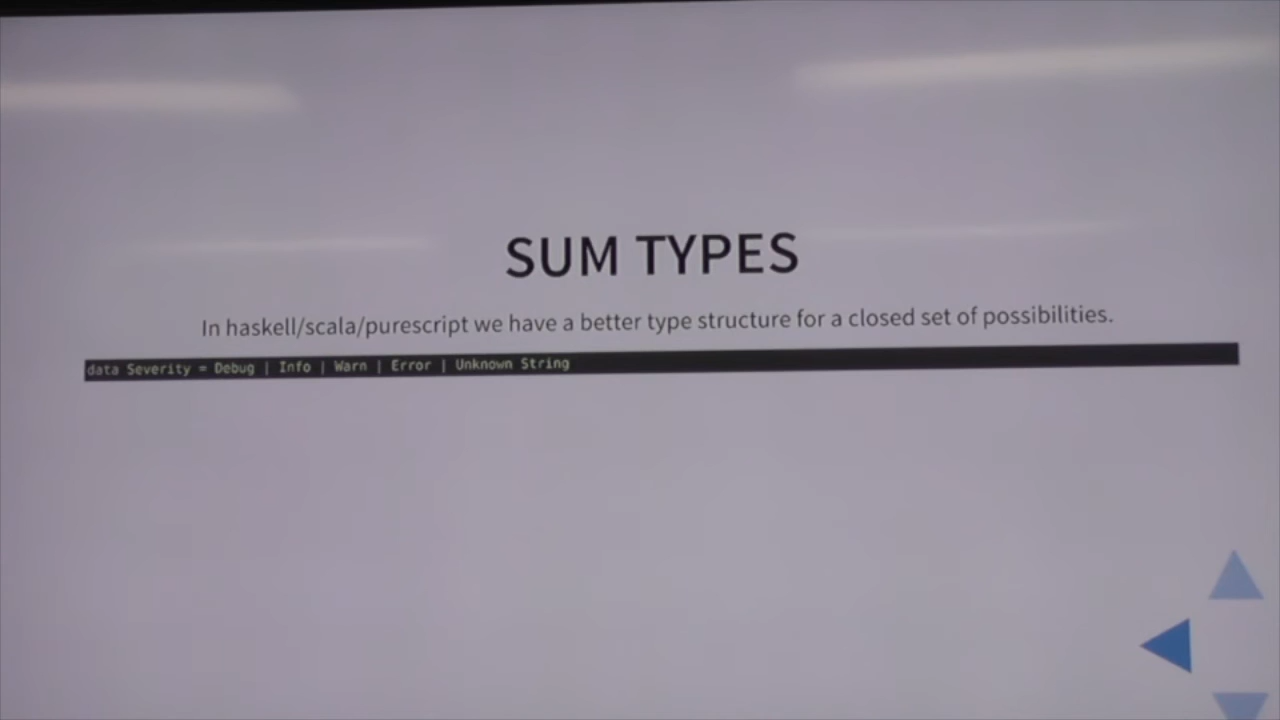 SUM TYPES
In haskell/scala/purescript we have a better type structure for a closed set of possibilities.
data Severity = Debug | Info | Warn | Error | Unknown String